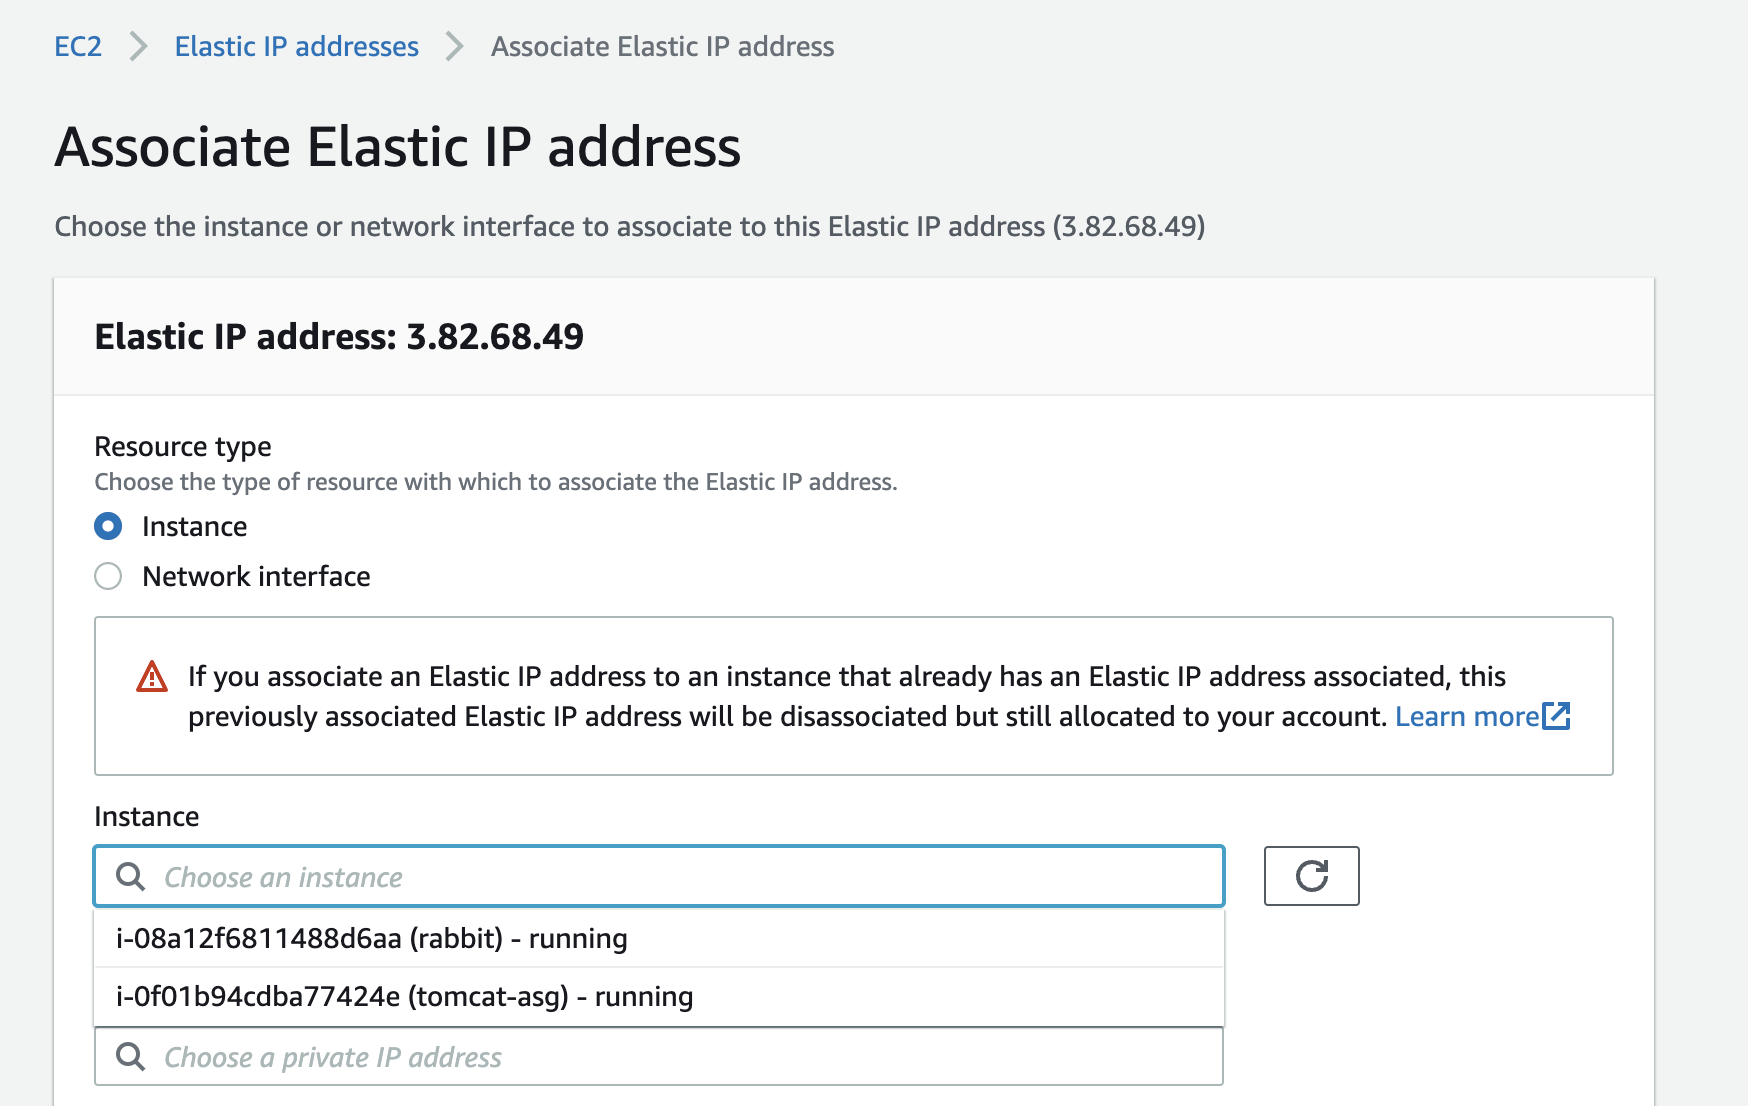 EC2 Elastic IP addresses Associate Elastic IP address
Associate Elastic IP address
Choose the instance or network interface to associate to this Elastic IP address (3.82.68.49)
Elastic IP address: 3.82.68.49
Resource type
Choose the type of resource with which to associate the Elastic IP address.
Instance
Network interface
If you associate an Elastic IP address to an instance that already has an Elastic IP address associated, this
previously associated Elastic IP address will be disassociated but still allocated to your account. Learn more
Instance
Choose an instance
i-08a12f6811488d6aa (rabbit) - running
i-0f01b94cdba77424e (tomcat-asg) - running
Choose a private IP address